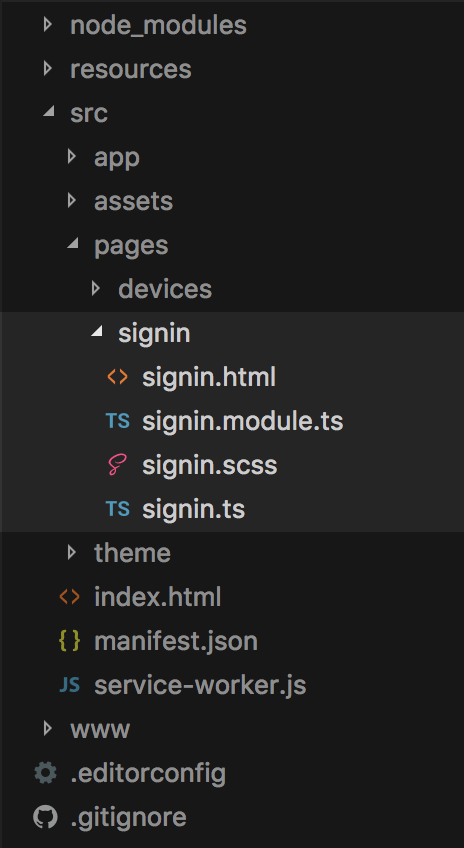 node_modules
resources
src
app
assets
pages
devices
signin
<> signin.html
TS signin.module.ts
signin.scss
TS signin.ts
theme
<> index.html
{} manifest.json
JS service-worker.js
www
.editorconfig
.gitignore